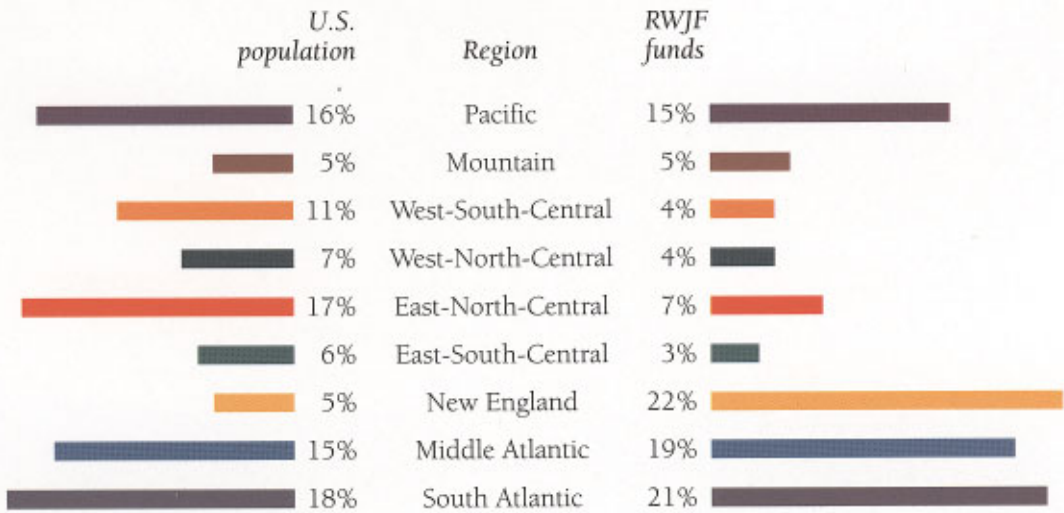 U.S. population Region RWJF funds
16% Pacific 15%
5% Mountain 5%
11% West-South-Central 4%
7% West-North-Central 4%
17% East-North-Central 7%
6% East-South-Central 3%
5% New England 22%
15% Middle Atlantic 19%
18% South Atlantic 21%